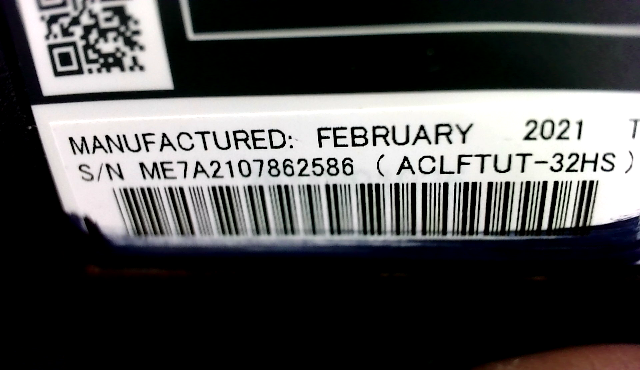 MANUFACTURED: FEBRUARY 2021 T
S/N ME7A2107862586 ( ACLFTUT-32HS )